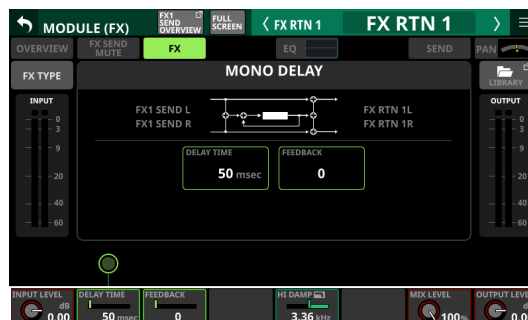 MODULE (FX)
FX1
SEND
OVERVIEW
FULL
SCREEN
FX RTN 1
FX RTN 1
OVERVIEW
FX SEND
MUTE
FX
EQ
SEND
PAN
FX TYPE
MONO DELAY
LIBRARY
INPUT
OUTPUT
FX1 SEND L
FX1 SEND R
FX RTN 1L
FX RTN 1R
0
3
9
20
40
60
0
3
9
20
40
60
DELAY TIME
50 msec
FEEDBACK
0
INPUT LEVEL
dB
0.00
DELAY TIME
50 msec
FEEDBACK
0
HI DAMP
3.36 kHz
MIX LEVEL
100%
OUTPUT LEVE
dB